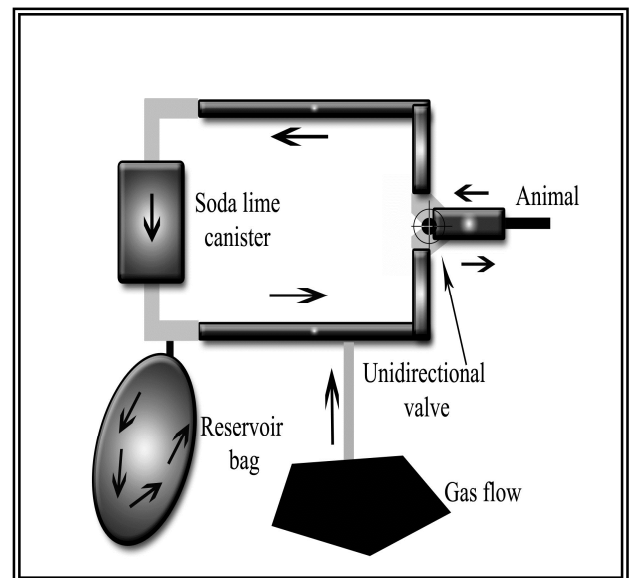 Soda lime
canister
Animal
Unidirectional
valve
Reservoir
bag
Gas flow